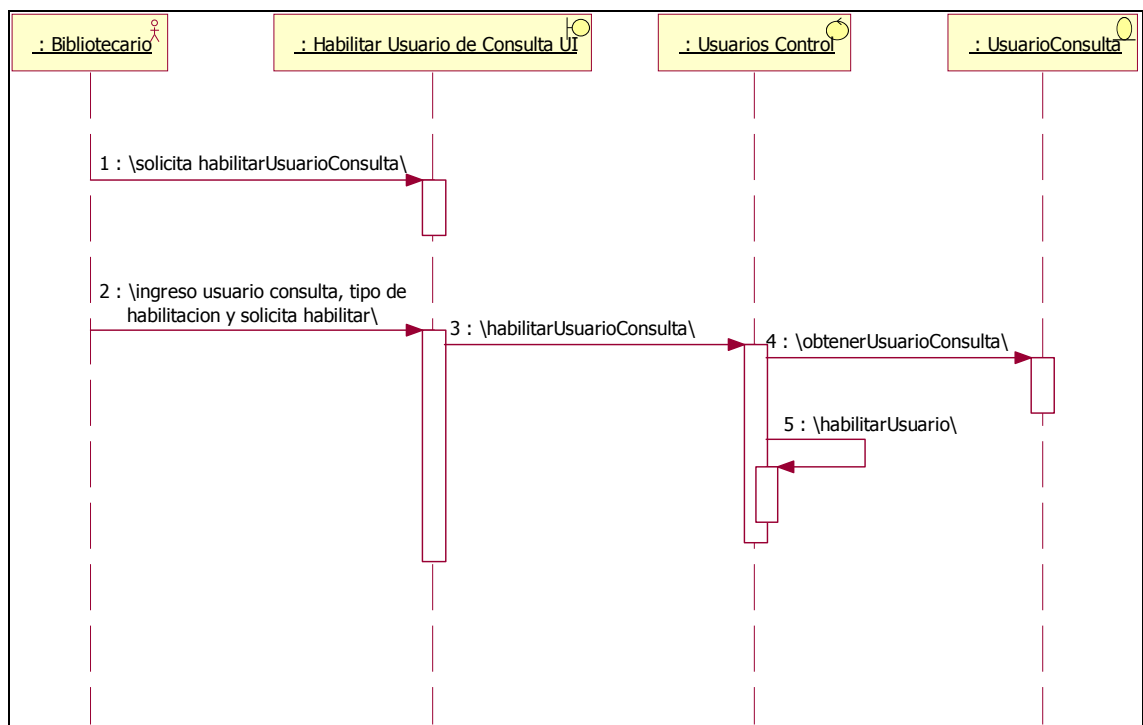 : Bibliotecario
: Habilitar Usuario de Consulta UI
: Usuarios Control
: UsuarioConsulta
1 : \solicita habilitarUsuarioConsulta\
2 : \ingreso usuario consulta, tipo de
habilitacion y solicita habilitar\
3 : \habilitarUsuarioConsulta\
4 : \obtenerUsuarioConsulta\
5 : \habilitarUsuario\